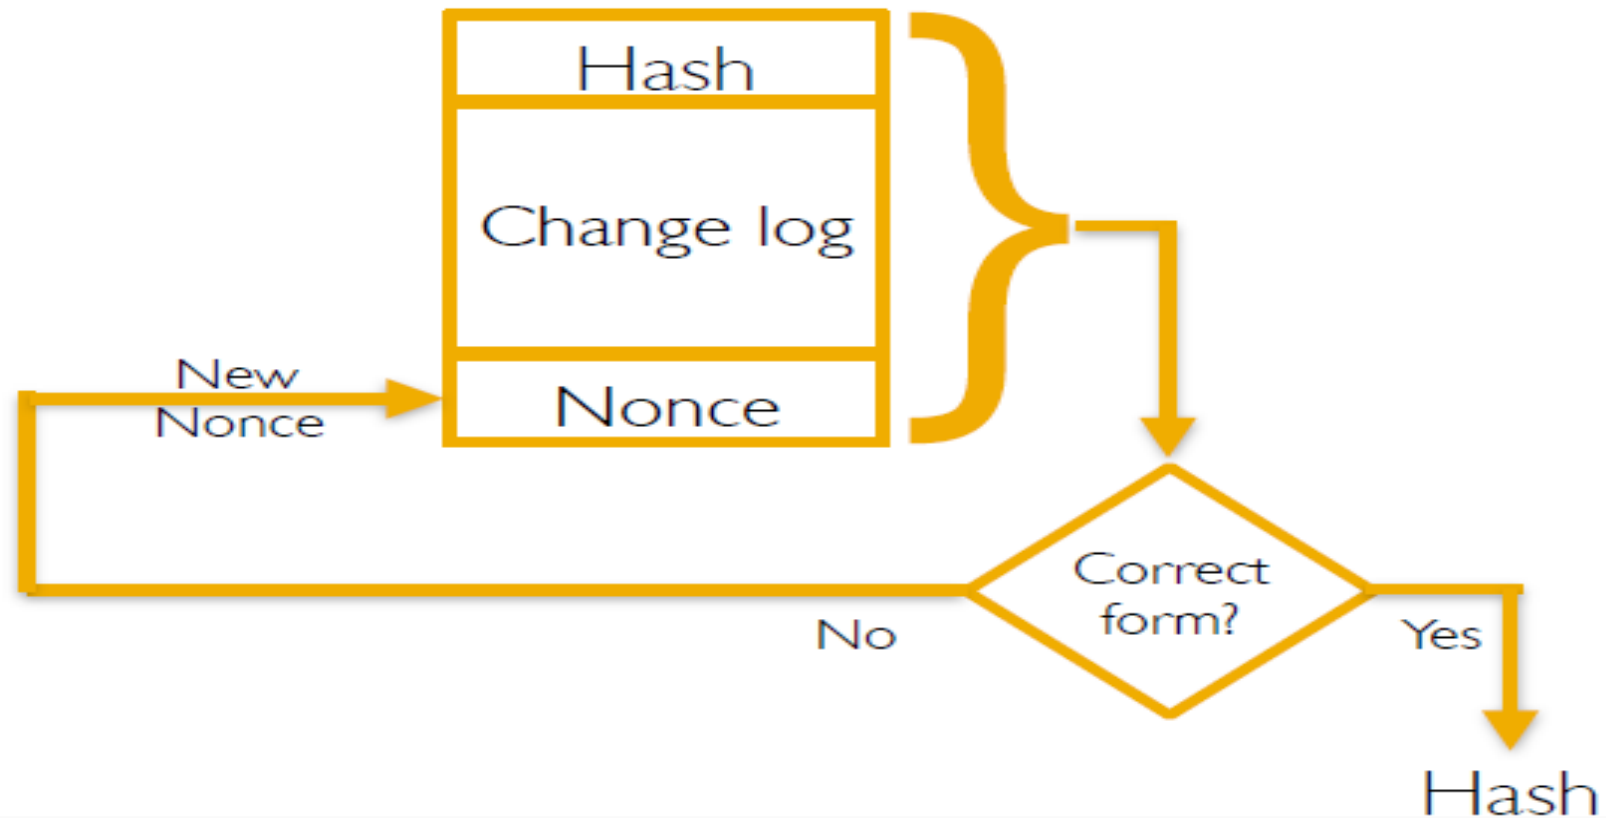 Hash
Change log
New
Nonce
Nonce
Correct
form?
No
Yes
Hash